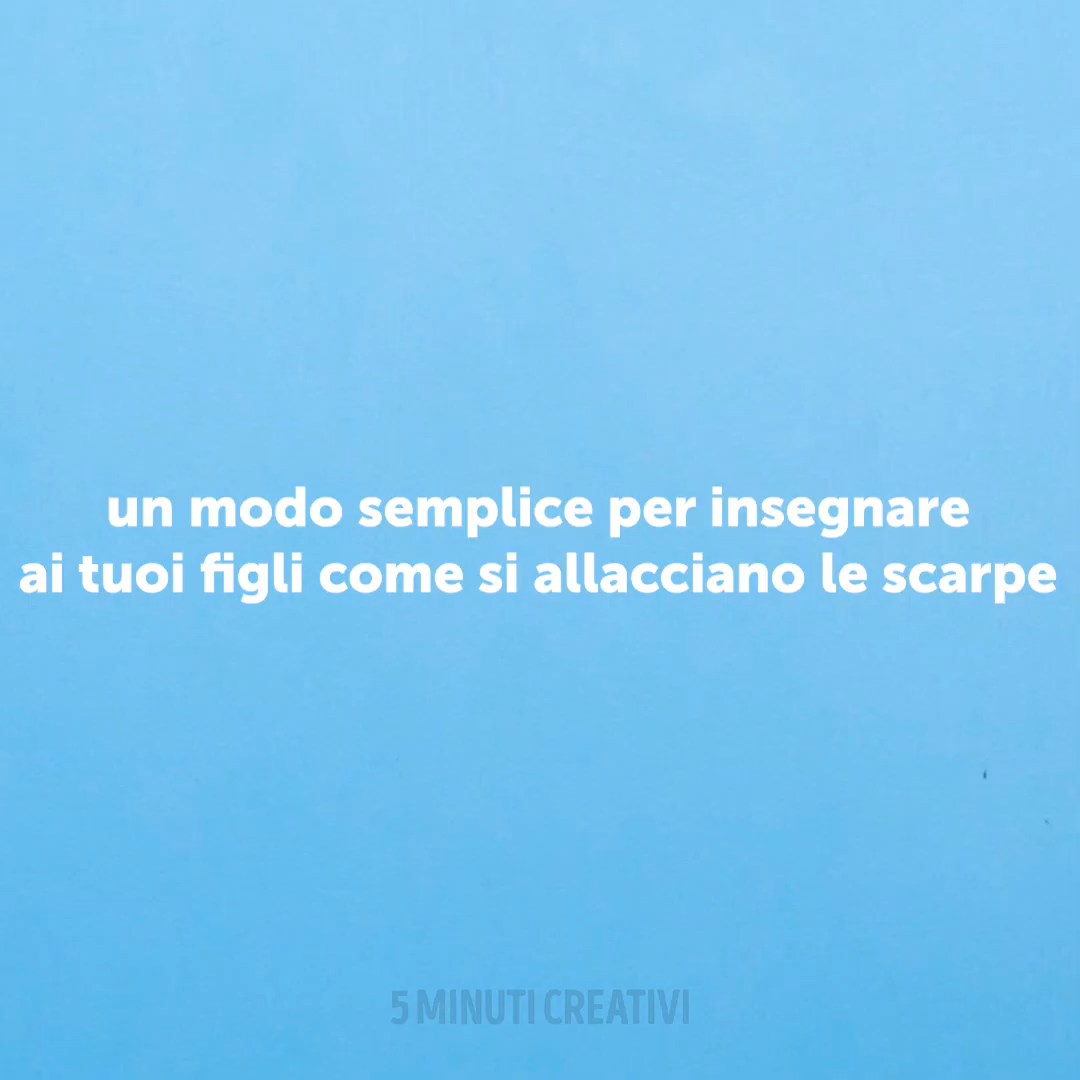 un modo semplice per insegnare
ai tuoi figli come si allacciano le scarpe
5 MINUTI CREATIVI